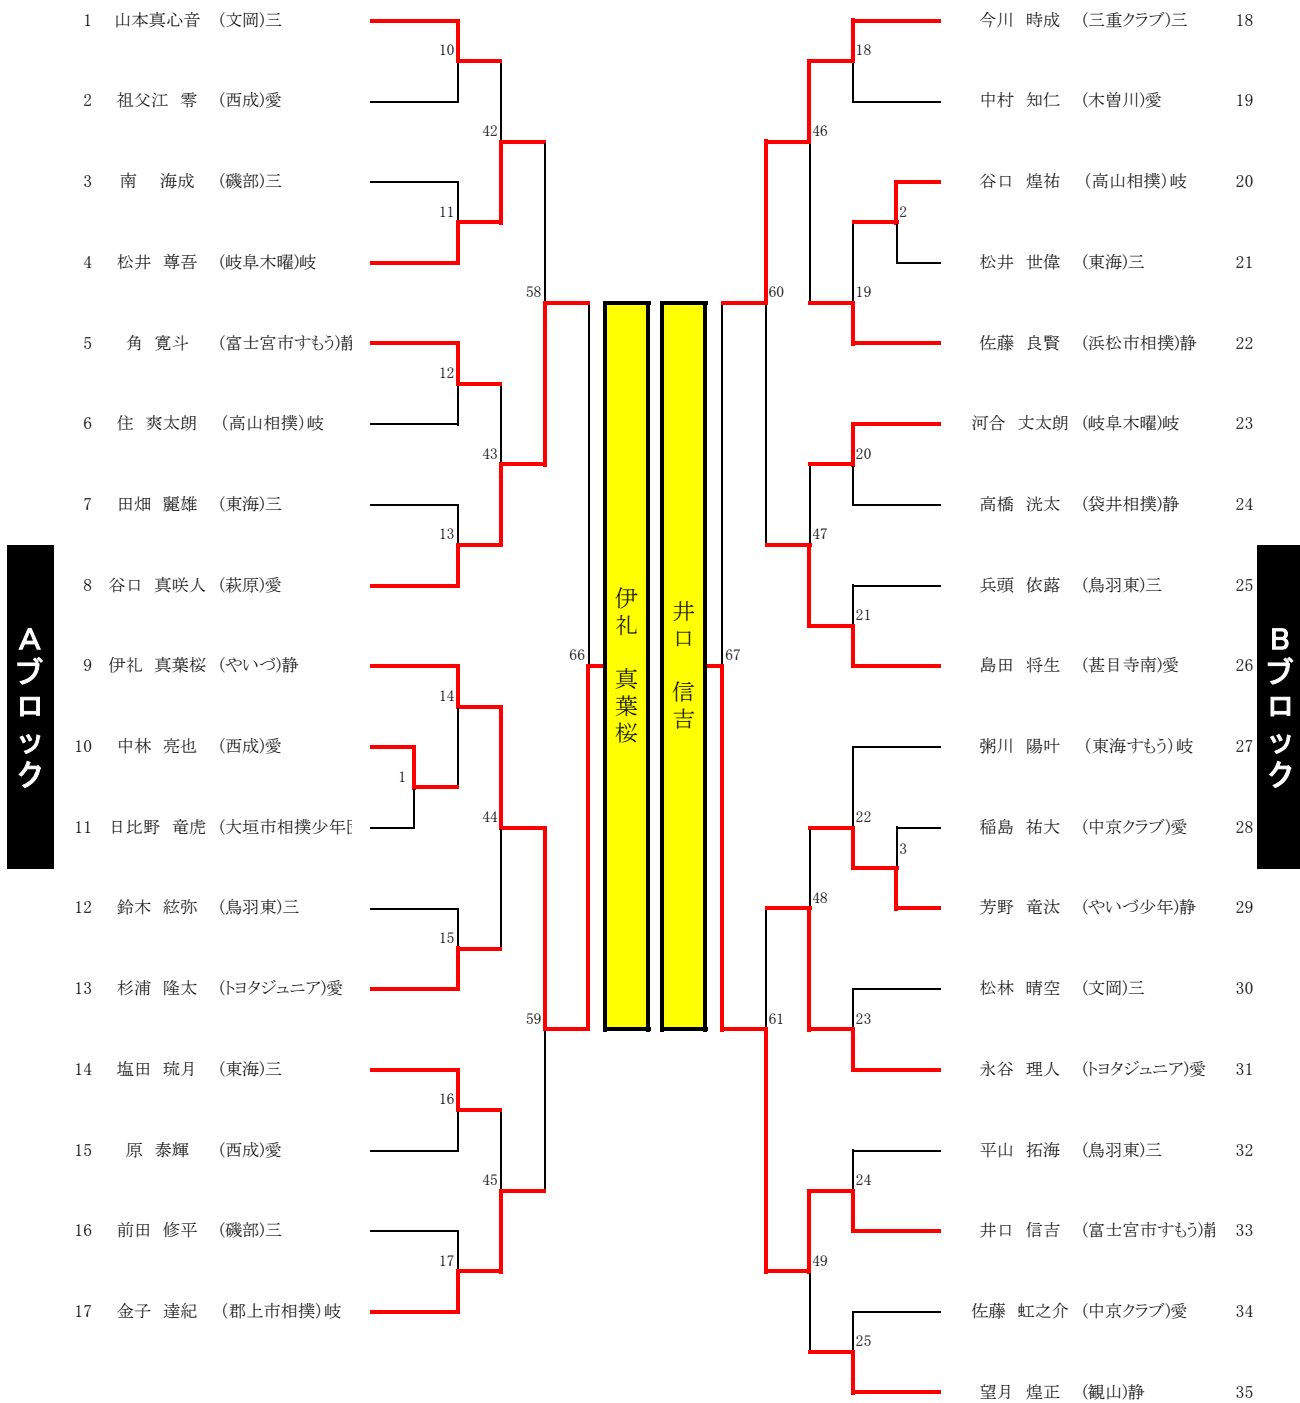 1 山本真心音 (文岡)三
2 祖父江 零 (西成)愛
3 南 海成 (磯部)三
4 松井 尊吾 (岐阜木曜)岐
5 角 寛斗 (富士宮市すもう)静
6 住 爽太朗 (高山相撲)岐
7 田畑 麗雄 (東海)三
8 谷口 真咲人 (萩原)愛
9 伊礼 真葉桜 (やいづ)静
10 中林 亮也 (西成)愛
11 日比野 竜虎 (大垣市相撲少年団
12 鈴木 絃弥 (鳥羽東)三
13 杉浦 隆太 (トヨタジュニア)愛
14 塩田 琉月 (東海)三
15 原 泰輝 (西成)愛
16 前田 修平 (磯部)三
17 金子 達紀 (郡上市相撲)岐
Aブロック
10
11
12
13
14
1
15
16
17
42
43
44
45
58
59
66
伊礼 真葉桜
井口 信吉
67
60
61
46
47
48
49
18
2
19
20
21
22
3
23
24
25
今川 時成 (三重クラブ)三 18
中村 知仁 (木曽川)愛 19
谷口 煌祐 (高山相撲)岐 20
松井 世偉 (東海)三 21
佐藤 良賢 (浜松市相撲)静 22
河合 丈太朗 (岐阜木曜)岐 23
高橋 洸太 (袋井相撲)静 24
兵頭 依蕗 (鳥羽東)三 25
島田 将生 (甚目寺南)愛 26
粥川 陽叶 (東海すもう)岐 27
稲島 祐大 (中京クラブ)愛 28
芳野 竜汰 (やいづ少年)静 29
松林 晴空 (文岡)三 30
永谷 理人 (トヨタジュニア)愛 31
平山 拓海 (鳥羽東)三 32
井口 信吉 (富士宮市すもう)静 33
佐藤 虹之介 (中京クラブ)愛 34
望月 煌正 (観山)静 35
Bブロック